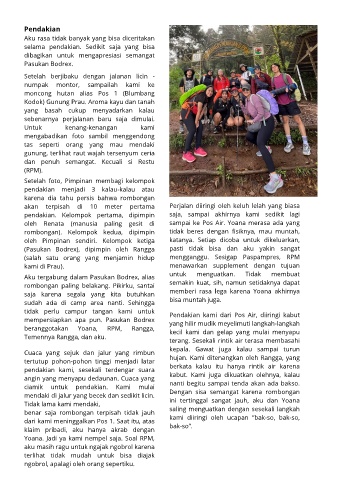 Pendakian
Aku rasa tidak banyak yang bisa diceritakan
selama pendakian. Sedikit saja yang bisa
dibagikan untuk mengapresiasi semangat
Pasukan Bodrex.
Setelah berjibaku dengan jalanan licin -
numpak montor, sampailah kami ke
moncong hutan alias Pos 1 (Blumbang
Kodok) Gunung Prau. Aroma kayu dan tanah
yang basah cukup menyadarkan kalau
sebenarnya perjalanan baru saja dimulai.
Untuk kenang-kenangan kami
mengabadikan foto sambil menggendong
tas seperti orang yang mau mendaki
gunung, terlihat raut wajah tersenyum ceria
dan ponuh semangat. Kecuali si Restu
(RPM).
Setelah foto, Pimpinan membagi kelompok
pendakian menjadi 3 kalau-kalau atau
karena dia tahu persis bahwa rombongan
akan terpisah di 10 meter pertama
pendakian. Kelompok pertama, dipimpin
oleh Renata (manusia paling gesit di
rombongan). Kelompok kedua, dipimpin
oleh Pimpinan sendiri. Kelompok ketiga
(Pasukan Bodrex), dipimpin oleh Rangga
(salah satu orang yang menjamin hidup
kami di Prau).
Aku tergabung dalam Pasukan Bodrex, alias
rombongan paling belakang. Pikirku, santai
saja karena segala yang kita butuhkan
sudah ada di camp area nanti. Sehingga
tidak perlu campur tangan kami untuk
mempersiapkan apa pun. Pasukan Bodrex
beranggotakan Yoana, RPM, Rangga,
Temennya Rangga, dan aku.
Cuaca yang sejuk dan jalur yang rimbun
tertutup pohon-pohon tinggi menjadi latar
pendakian kami, sesekali terdengar suara
angin yang menyapu dedaunan. Cuaca yang
ciamik untuk pendakian. Kami mulai
mendaki di jalur yang becek dan sedikit licin.
Tidak lama kami mendaki,
benar saja rombongan terpisah tidak jauh
dari kami meninggalkan Pos 1. Saat itu, atas
klaim pribadi, aku hanya akrab dengan
Yoana. Jadi ya kami nempel saja. Soal RPM,
aku masih ragu untuk ngajak ngobrol karena
terlihat tidak mudah untuk bisa diajak
ngobrol, apalagi oleh orang sepertiku.
Perjalan diiringi oleh keluh lelah yang biasa
saja, sampai akhirnya kami sedikit lagi
sampai ke Pos Air. Yoana merasa ada yang
tidak beres dengan fisiknya, mau muntah,
katanya. Setiap dicoba untuk dikeluarkan,
pasti tidak bisa dan aku yakin sangat
mengganggu. Sesigap Paspampres, RPM
menawarkan supplement dengan tujuan
untuk menguatkan. Tidak membuat
semakin kuat, sih, namun setidaknya dapat
memberi rasa lega karena Yoana akhirnya
bisa muntah juga.
Pendakian kami dari Pos Air, diiringi kabut
yang hilir mudik meyelimuti langkah-langkah
kecil kami dan gelap yang mulai menyapu
terang. Sesekali rintik air terasa membasahi
kepala. Gawat juga kalau sampai turun
hujan. Kami ditenangkan oleh Rangga, yang
berkata kalau itu hanya rintik air karena
kabut. Kami juga dikuatkan olehnya, kalau
nanti begitu sampai tenda akan ada bakso.
Dengan sisa semangat karena rombongan
ini tertinggal sangat jauh, aku dan Yoana
saling menguatkan dengan sesekali langkah
kami diiringi oleh ucapan “bak-so, bak-so,
bak-so”.